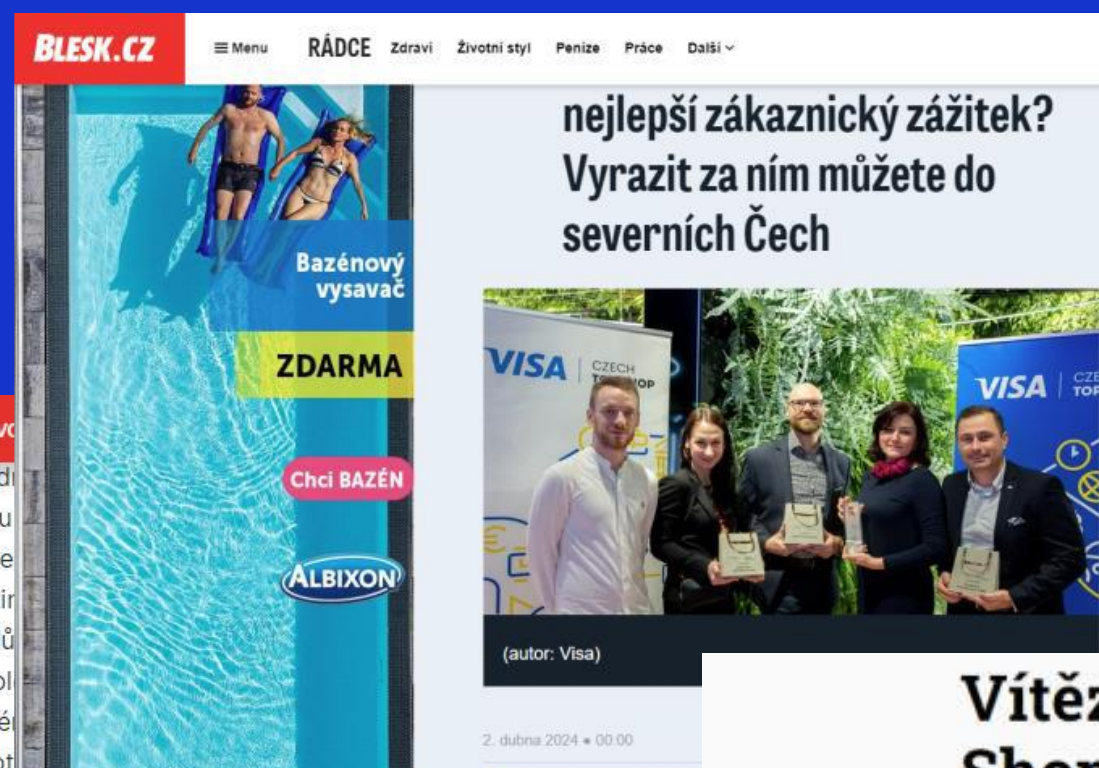 BLESK.CZ
Menu RÁDCE Zdraví Životní styl Peníze Práce Další
nejlepší zákaznický zážitek?
Vyrazit za ním můžete do
severních Čech
Bazénový
vysavač
ZDARMA
Chci BAZÉN
ALBIXON
VISA CZECH
VISA
TOP
(autor: Visa)
2. dubna 2024 • 00:00
Vítěz